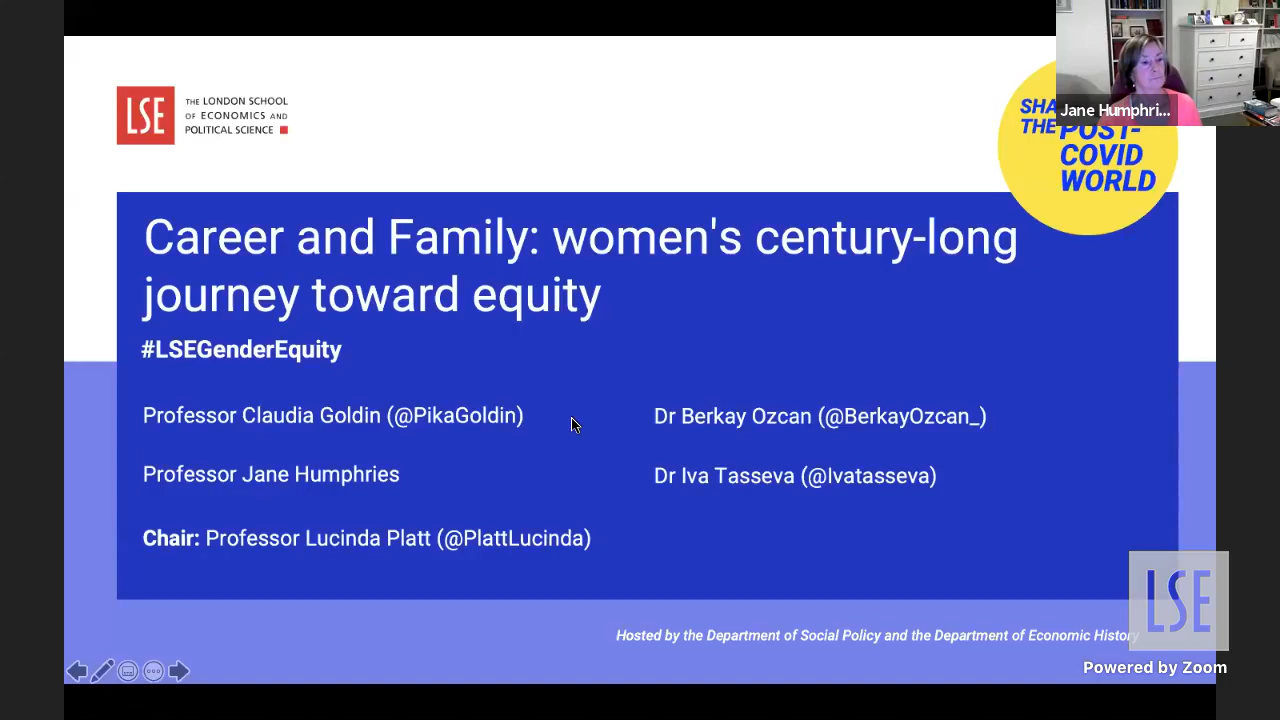 LSE
THE LONDON SCHOOL
OF ECONOMICS AND
POLITICAL SCIENCE
THE
POST-
COVID
WORLD
Jane Humphri...
Career and Family: women's century-long
journey toward equity
#LSEGenderEquity
Professor Claudia Goldin (@PikaGoldin)
Dr Berkay Ozcan (@BerkayOzcan_)
Professor Jane Humphries
Dr Iva Tasseva (@Ivatasseva)
Chair: Professor Lucinda Platt (@PlattLucinda)
Hosted by the Department of Social Policy and the Department of Economic History
LSE
Powered by Zoom